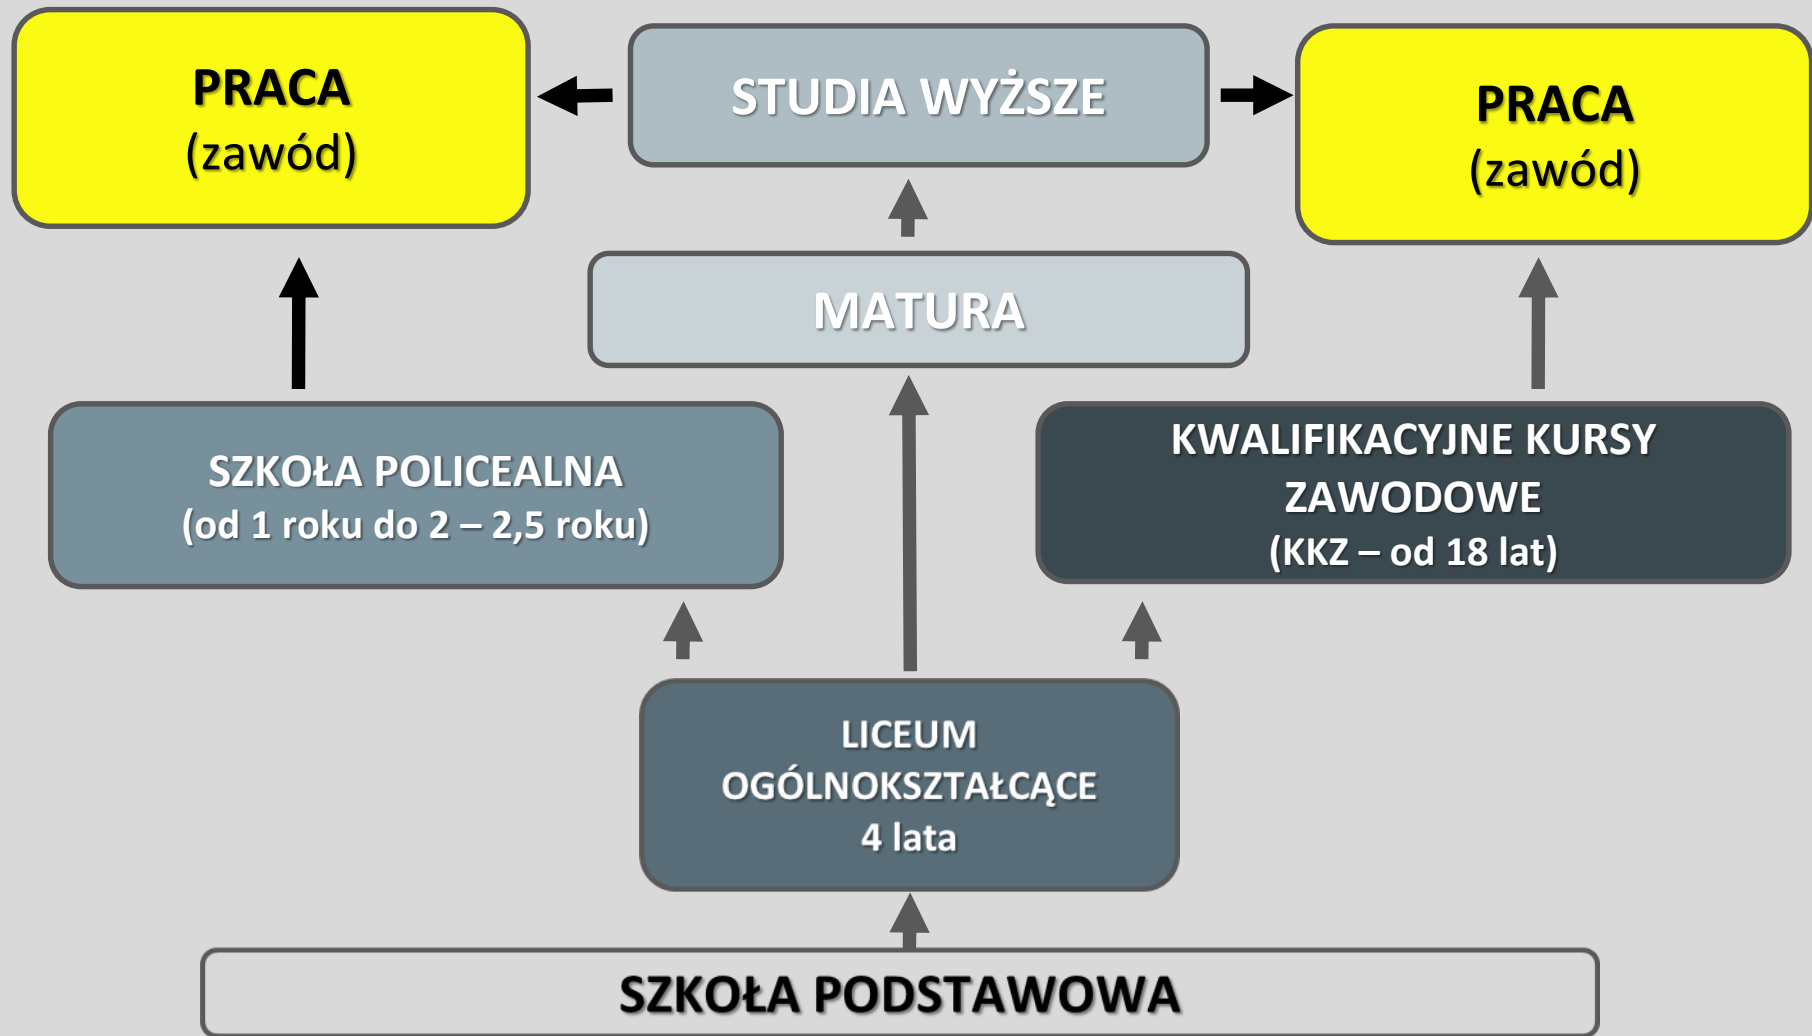 PRACA
(zawód)
STUDIA WYŻSZE
PRACA
(zawód)
MATURA
SZKOŁA POLICEALNA
(od 1 roku do 2 – 2,5 roku)
KWALIFIKACYJNE KURSY
ZAWODOWE
(KKZ – od 18 lat)
LICEUM
OGÓLNOKSZTAŁCĄCE
4 lata
SZKOŁA PODSTAWOWA